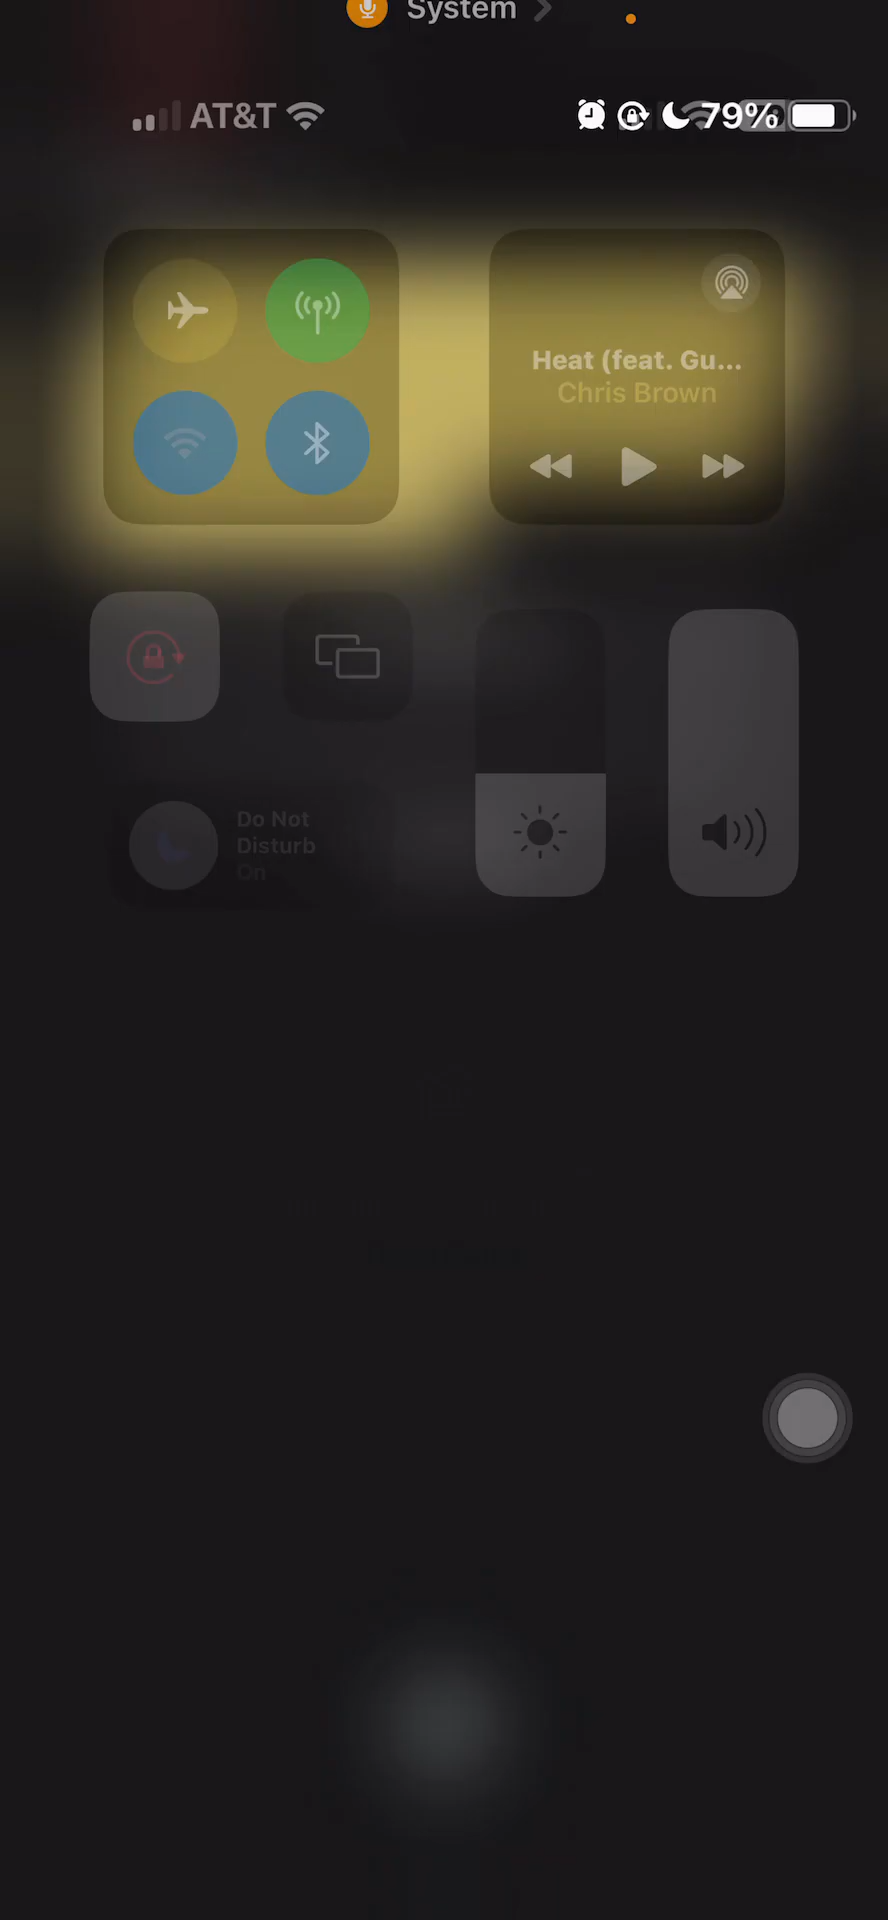 System
AT&T
79%
Heat (feat. Gu...
Chris Brown
Do Not
Disturb
On